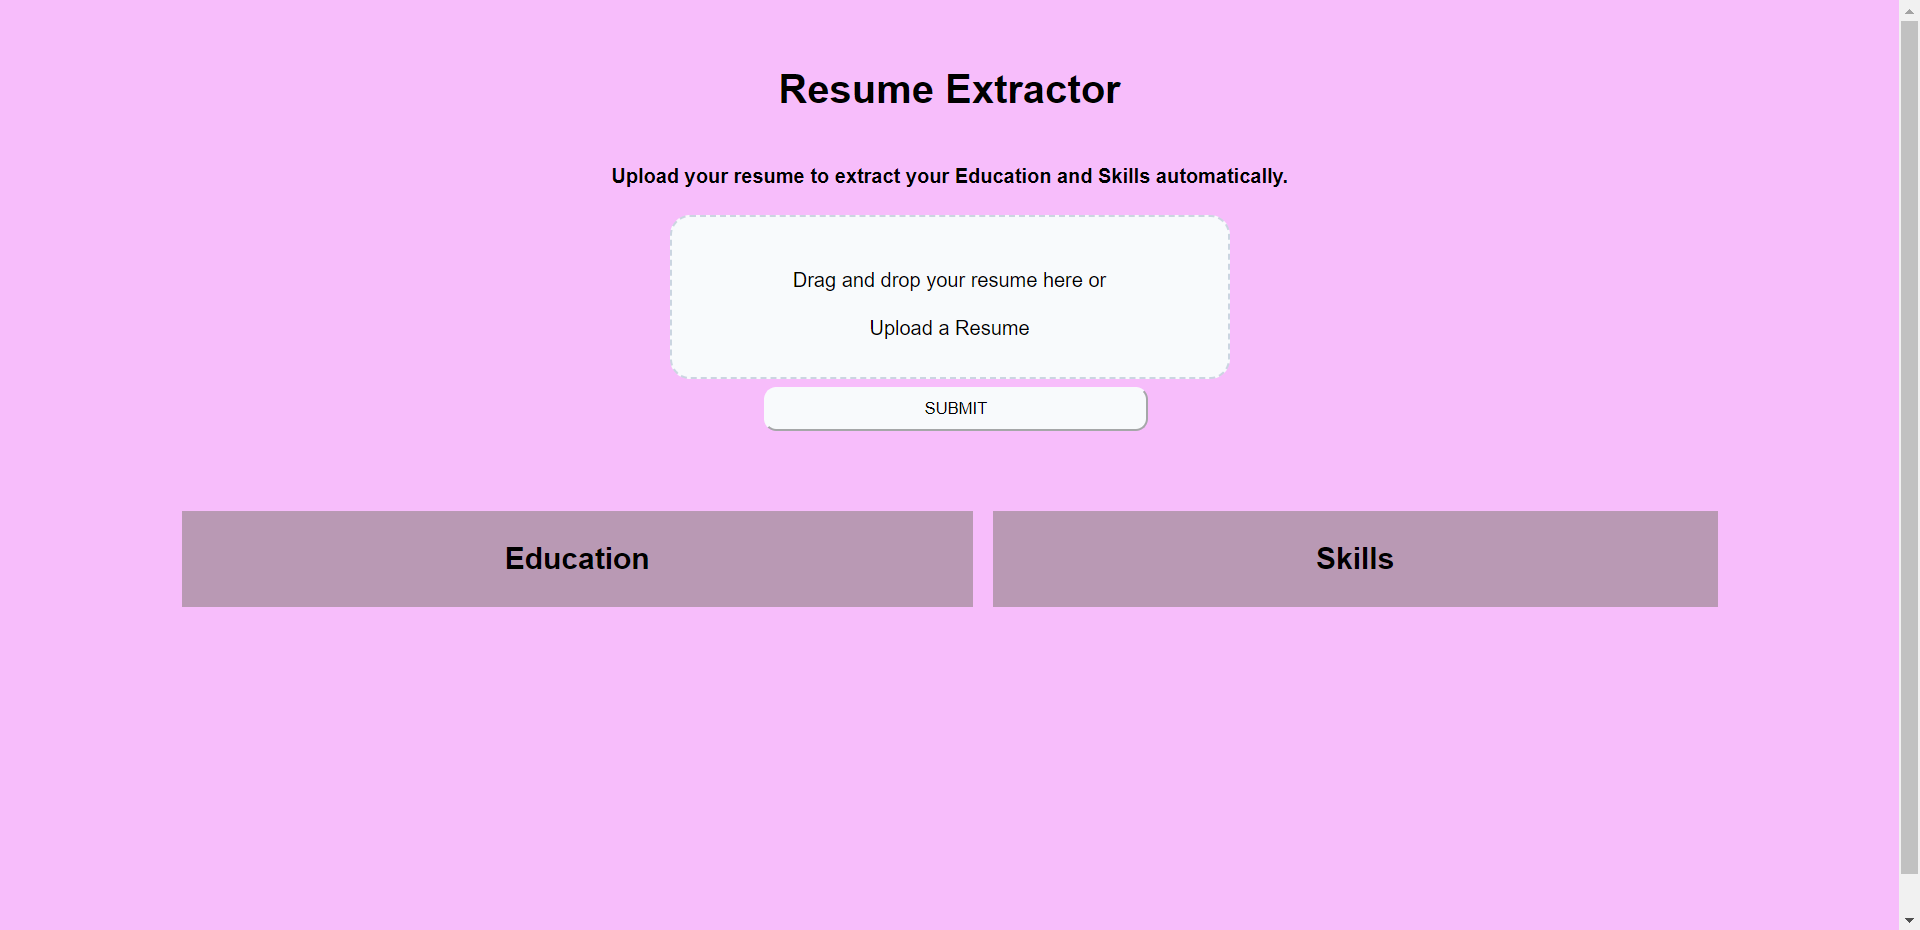 Resume Extractor
Upload your resume to extract your Education and Skills automatically.
Drag and drop your resume here or
Upload a Resume
SUBMIT
Education
Skills